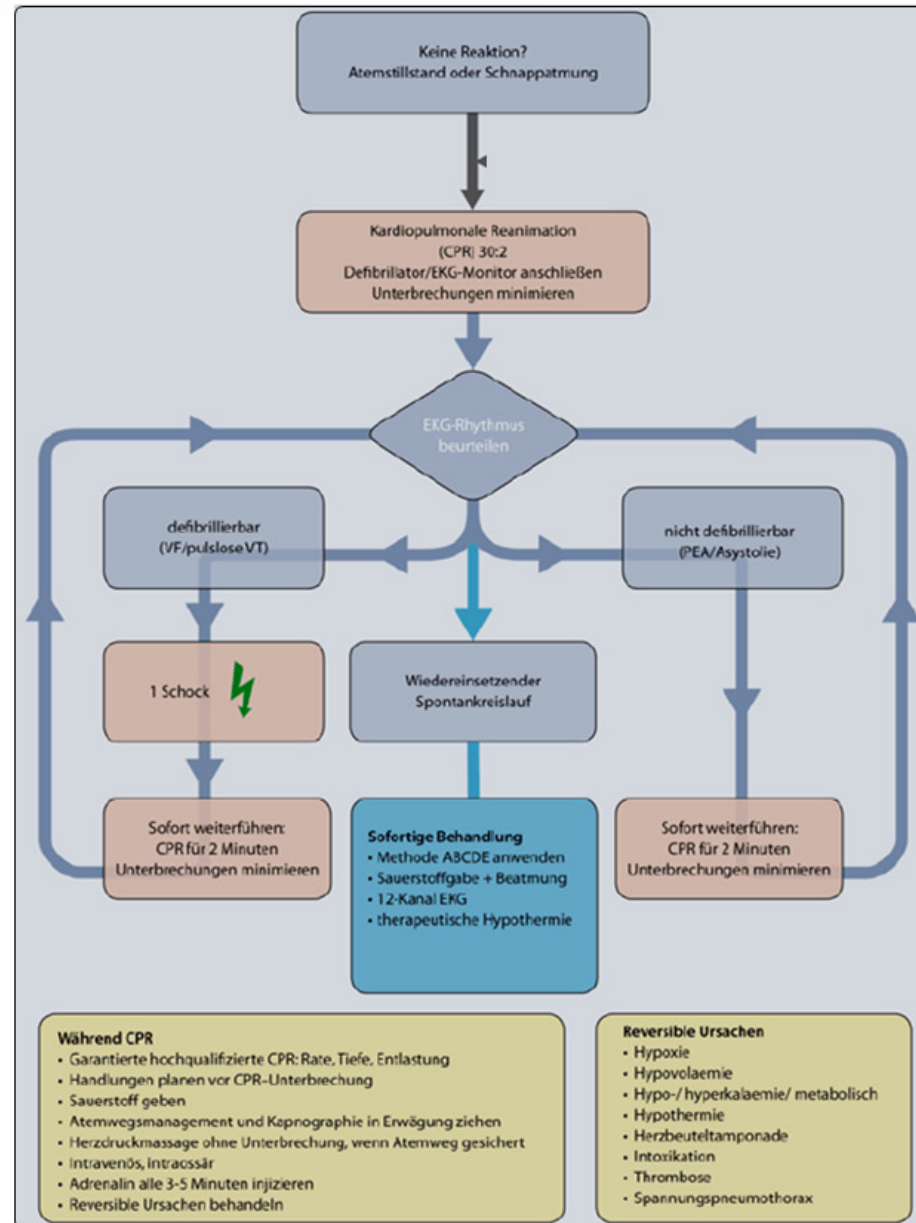 Keine Reaktion?
Atemstillstand oder Schnappatmung
Kardiopulmonale Reanimation
(CPR) 30:2
Defibrillator/EKG-Monitor anschließen
Unterbrechungen minimieren
EKG-Rhythmus
beurteilen
defibrillierbar
(VF/pulslose VT)
nicht defibrillierbar
(PEA/Asystolie)
1 Schock
Wiedereinsetzender
Spontankreislauf
Sofort weiterführen:
CPR für 2 Minuten
Unterbrechungen minimieren
Sofortige Behandlung
• Methode ABCDE anwenden
• Sauerstoffgabe + Beatmung
• 12-Kanal EKG
• therapeutische Hypothermie
Sofort weiterführen:
CPR für 2 Minuten
Unterbrechungen minimieren
Während CPR
• Garantierte hochqualifizierte CPR: Rate, Tiefe, Entlastung
• Handlungen planen vor CPR-Unterbrechung
• Sauerstoff geben
• Atemwegsmanagement und Kapnographie in Erwägung ziehen
• Herzdruckmassage ohne Unterbrechung, wenn Atemweg gesichert
• Intravenös, intraossär
• Adrenalin alle 3-5 Minuten injizieren
• Reversible Ursachen behandeln
Reversible Ursachen
• Hypoxie
• Hypovolaemie
• Hypo-/ hyperkalaemie/ metabolisch
• Hypothermie
• Herzbeuteltamponade
• Intoxikation
• Thrombose
• Spannungspneumothorax